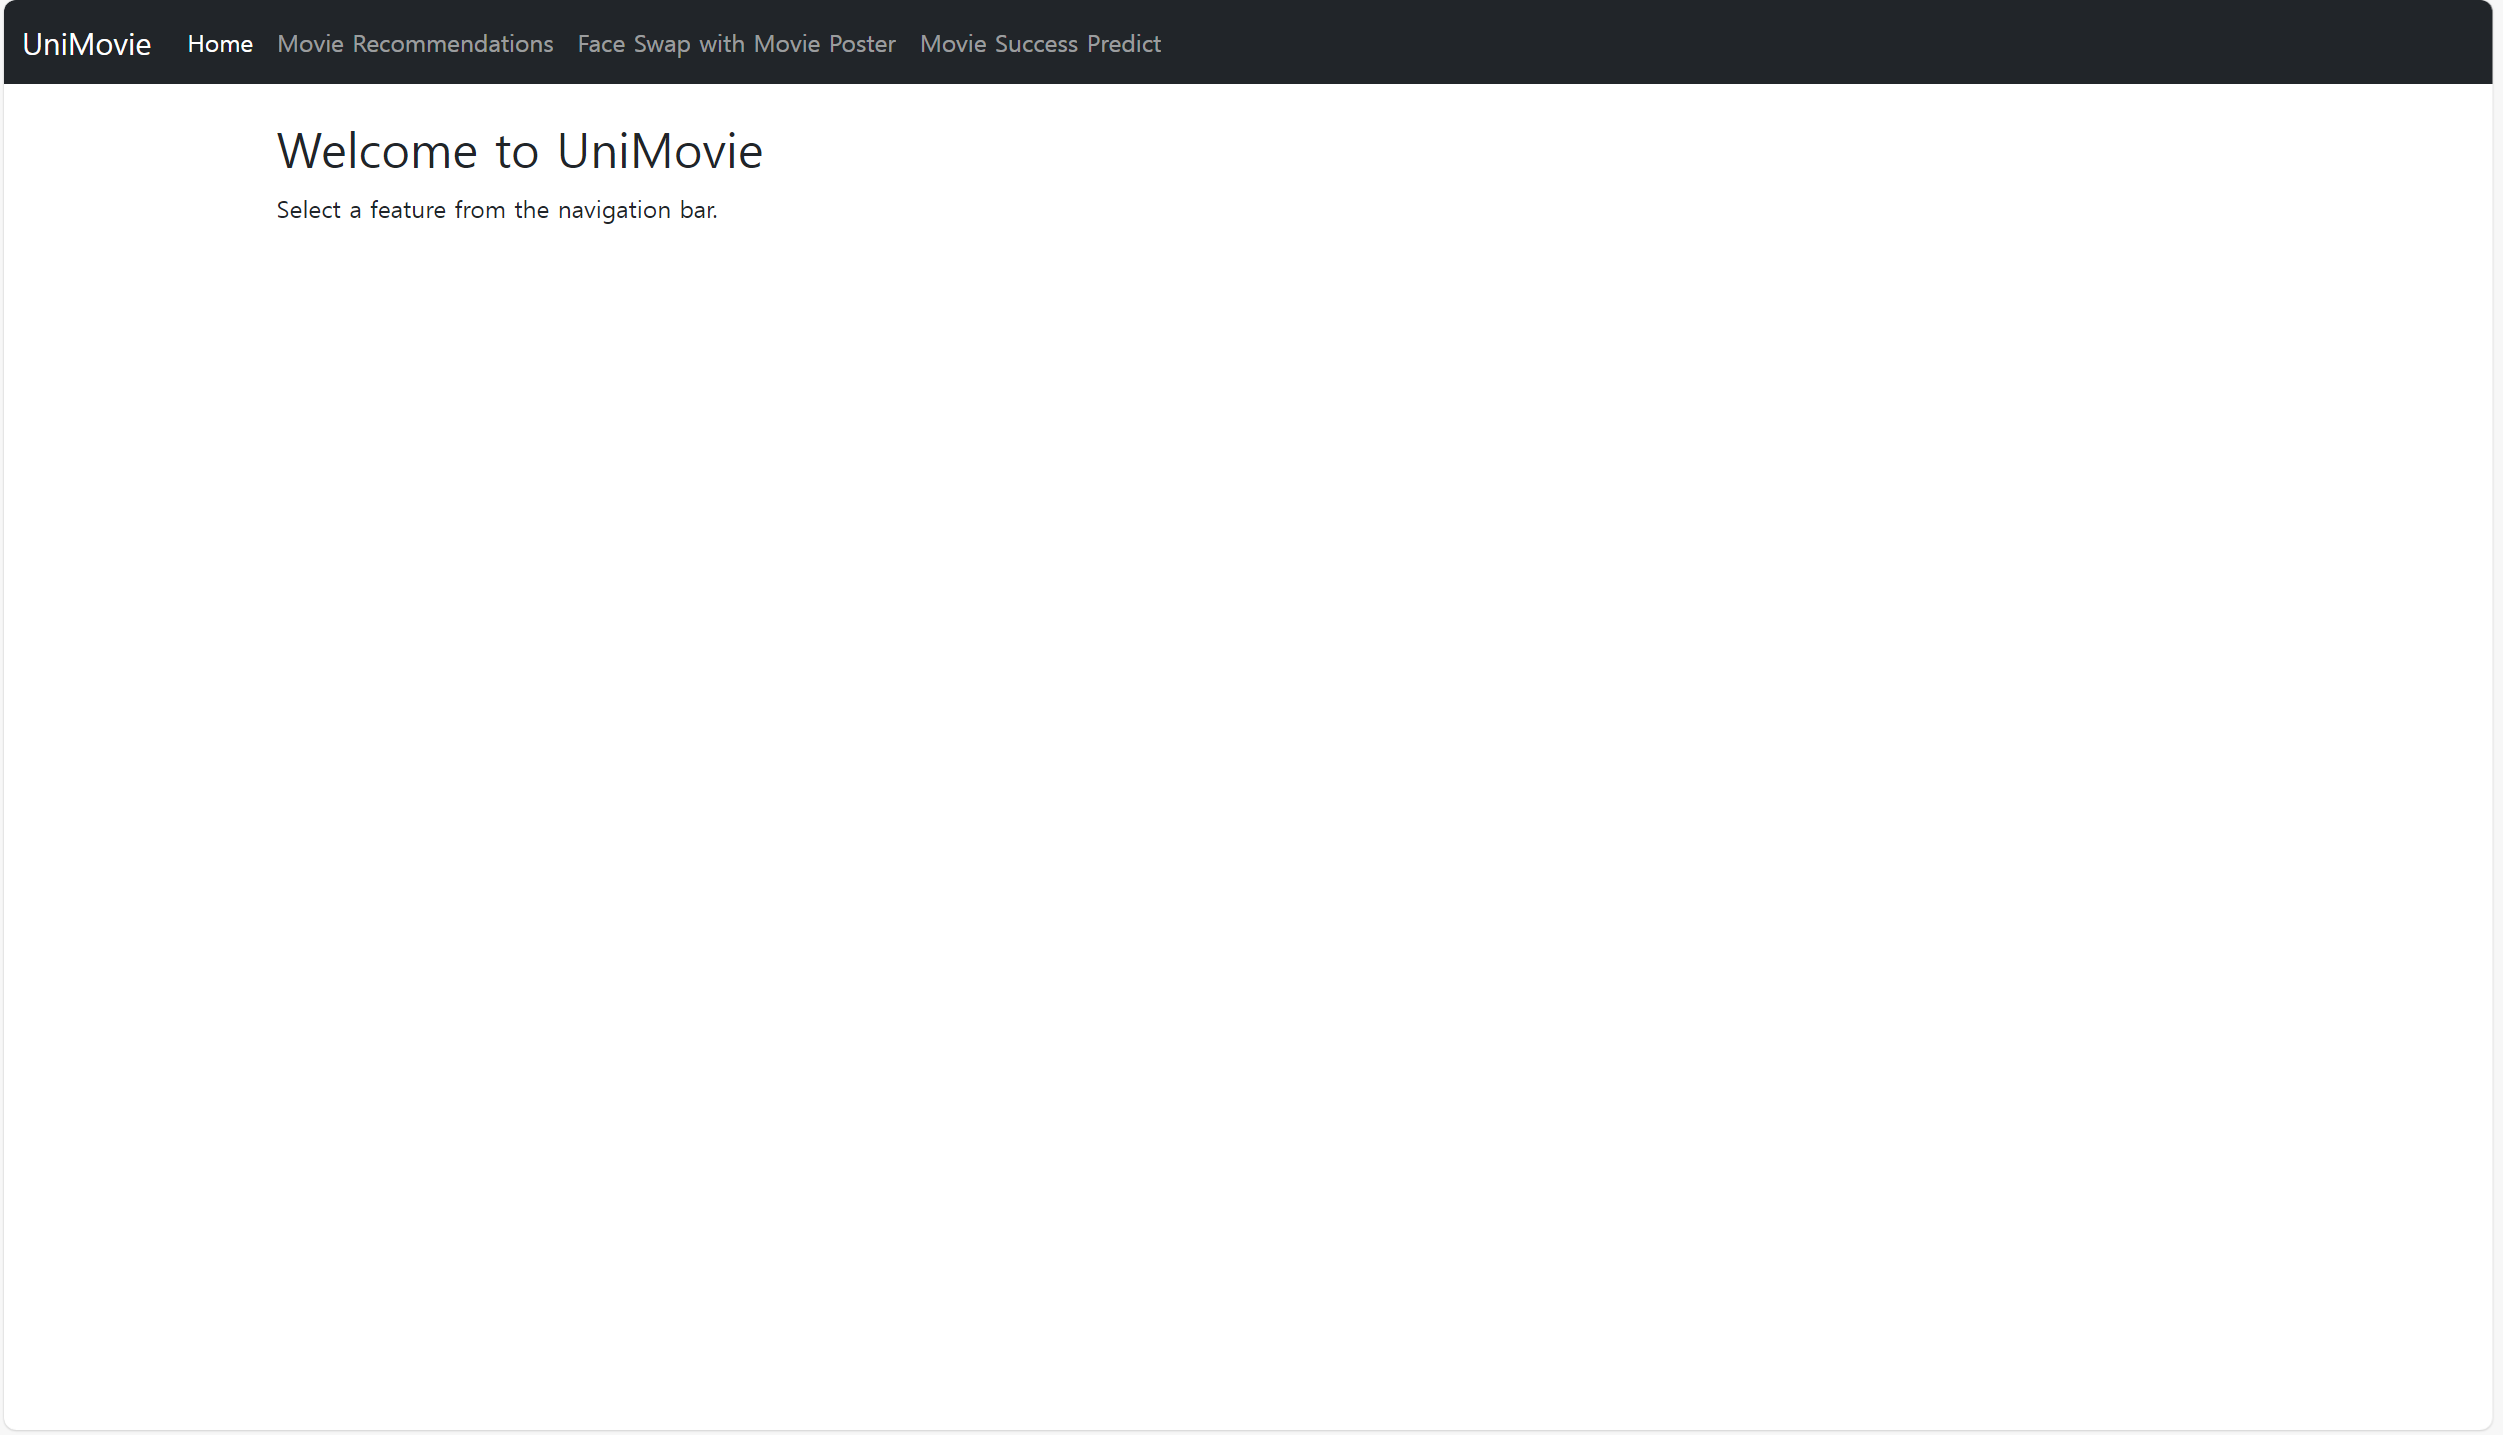 UniMovie Home Movie Recommendations Face Swap with Movie Poster Movie Success Predict
Welcome to UniMovie
Select a feature from the navigation bar.